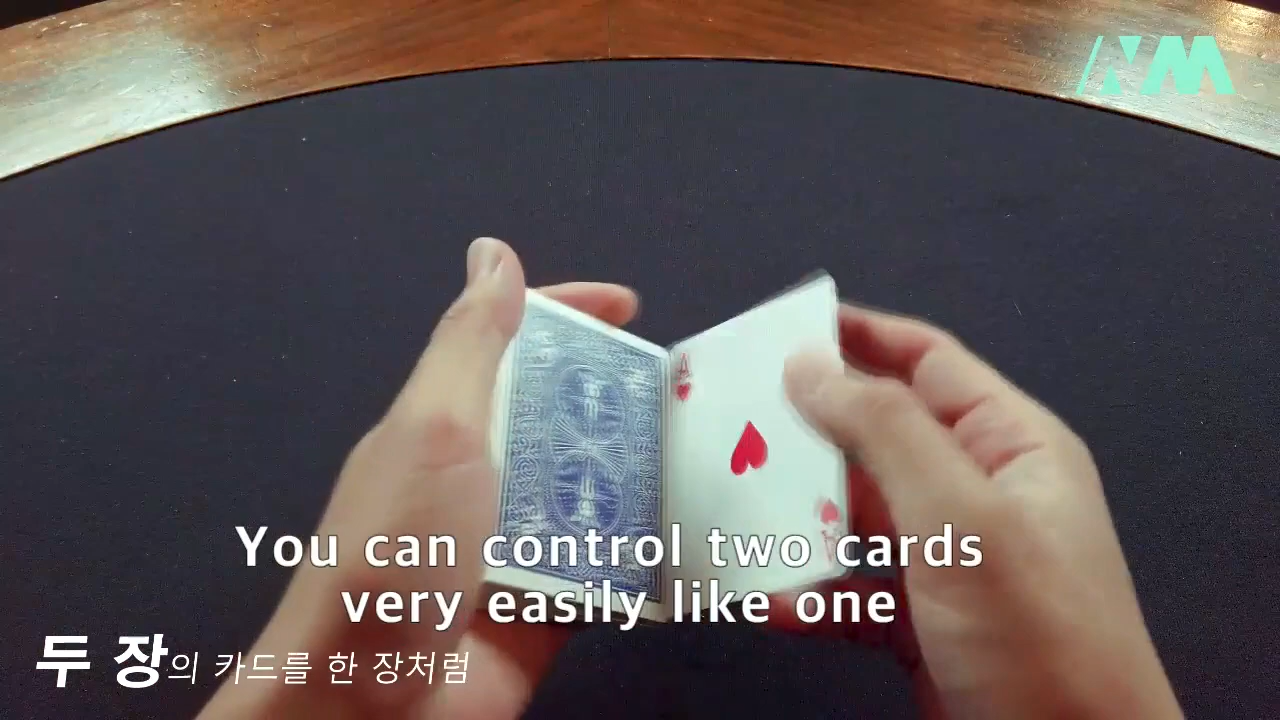 NM
A
You can control two cards
very easily like one
두 장의 카드를 한 장처럼